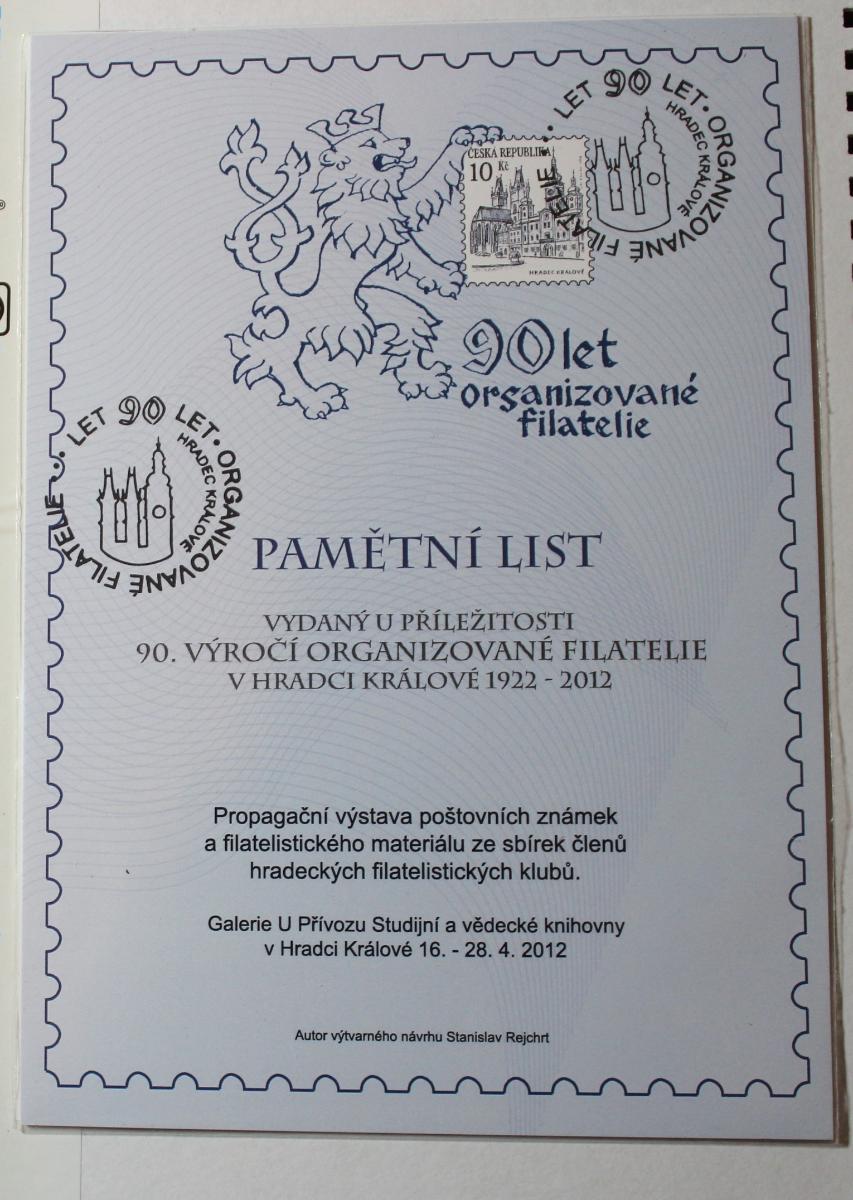 LET 90 LET • ORGANIZOVANÉ FILATELIE • •
HRADEC KRÁLOVÉ
ČESKÁ REPUBLIKA
10 Kč
HRADEC KRÁLOVÉ
90 let
organizované
filatelie
LET 90 LET • ORGANIZOVANÉ FILATELIE • •
HRADEC KRÁLOVÉ
PAMĚTNÍ LIST
VYDANÝ U PŘÍLEŽITOSTI
90. VÝROČÍ ORGANIZOVANÉ FILATELIE
V HRADCI KRÁLOVÉ 1922 - 2012
Propagační výstava poštovních známek
a filatelistického materiálu ze sbírek členů
hradeckých filatelistických klubů.
Galerie U Přívozu Studijní a vědecké knihovny
v Hradci Králové 16. - 28. 4. 2012
Autor výtvarného návrhu Stanislav Rejchrt